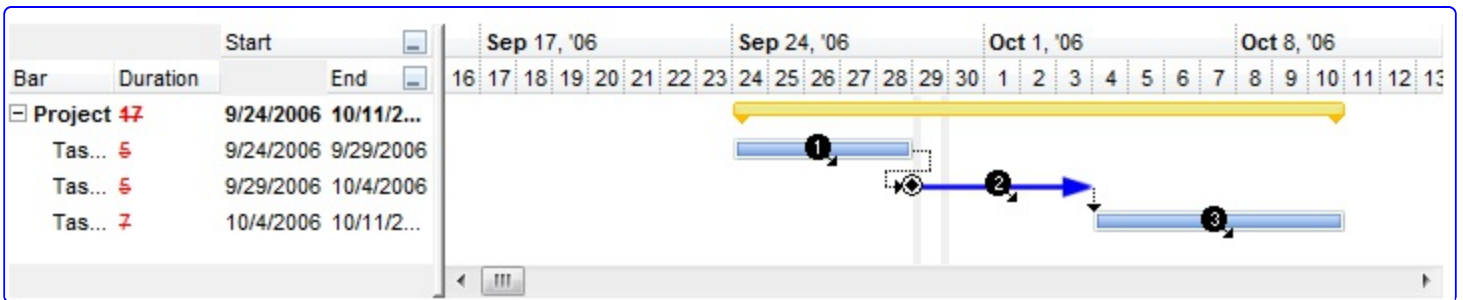 Start
Sep 17, '06 Sep 24, '06 Oct 1, '06 Oct 8, '06
Bar Duration End 16 17 18 19 20 21 22 23 24 25 26 27 28 29 30 1 2 3 4 5 6 7 8 9 10 11 12 13
Project 17 9/24/2006 10/11/2...
Tas... 5 9/24/2006 9/29/2006 1
Tas... 5 9/29/2006 10/4/2006 2
Tas... 7 10/4/2006 10/11/2... 3